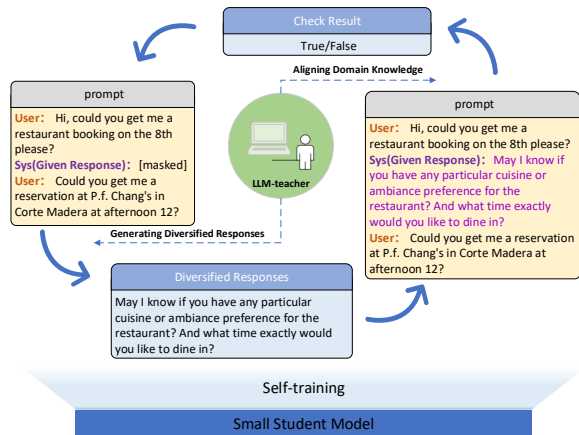 Check Result
True/False
Aligning Domain Knowledge
prompt
User: Hi, could you get me a
restaurant booking on the 8th
please?
Sys(Given Response): [masked]
User: Could you get me a
reservation at P.f. Chang's in
Corte Madera at afternoon 12?
LLM-teacher
prompt
User: Hi, could you get me a
restaurant booking on the 8th
please?
Sys(Given Response): May I know if
you have any particular cuisine or
ambiance preference for the
restaurant? And what time exactly
would you like to dine in?
User: Could you get me a reservation
at P.f. Chang's in Corte Madera at
afternoon 12?
Generating Diversified Responses
Diversified Responses
May I know if you have any particular
cuisine or ambiance preference for the
restaurant? And what time exactly would
you like to dine in?
Self-training
Small Student Model